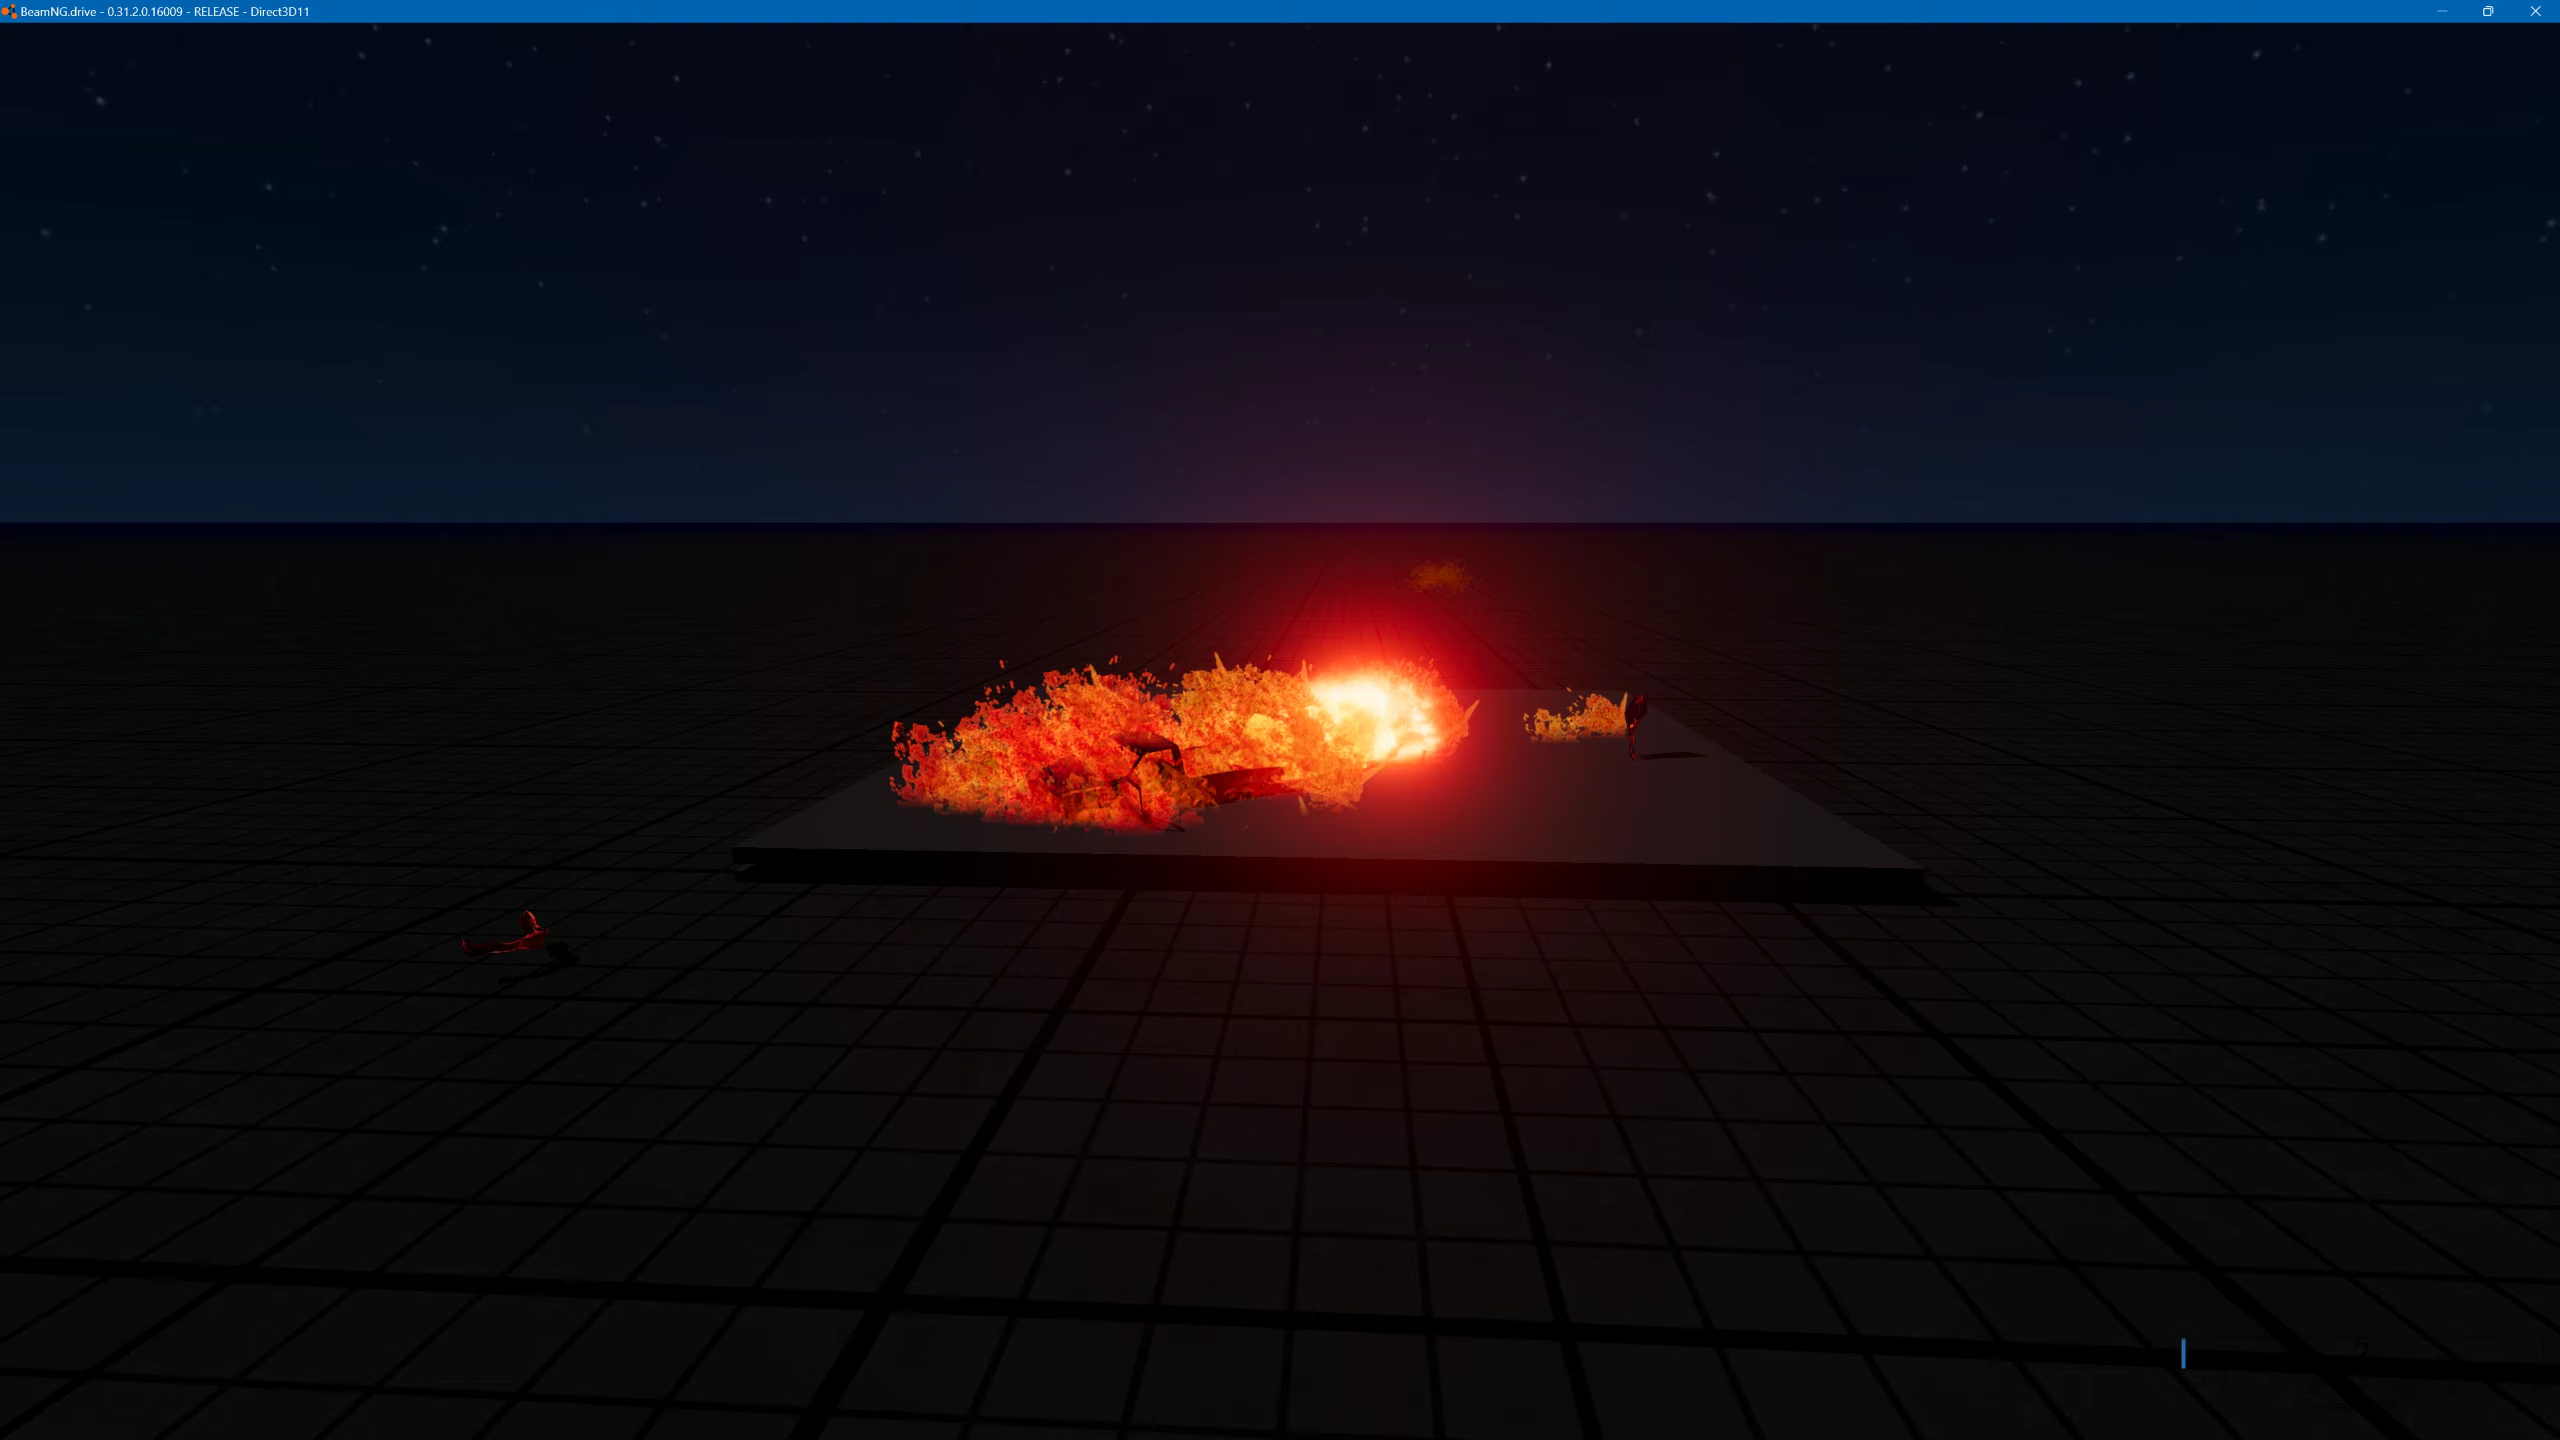 BeamNG.drive - 0.31.2.0.16009 - RELEASE - Direct3D11
?